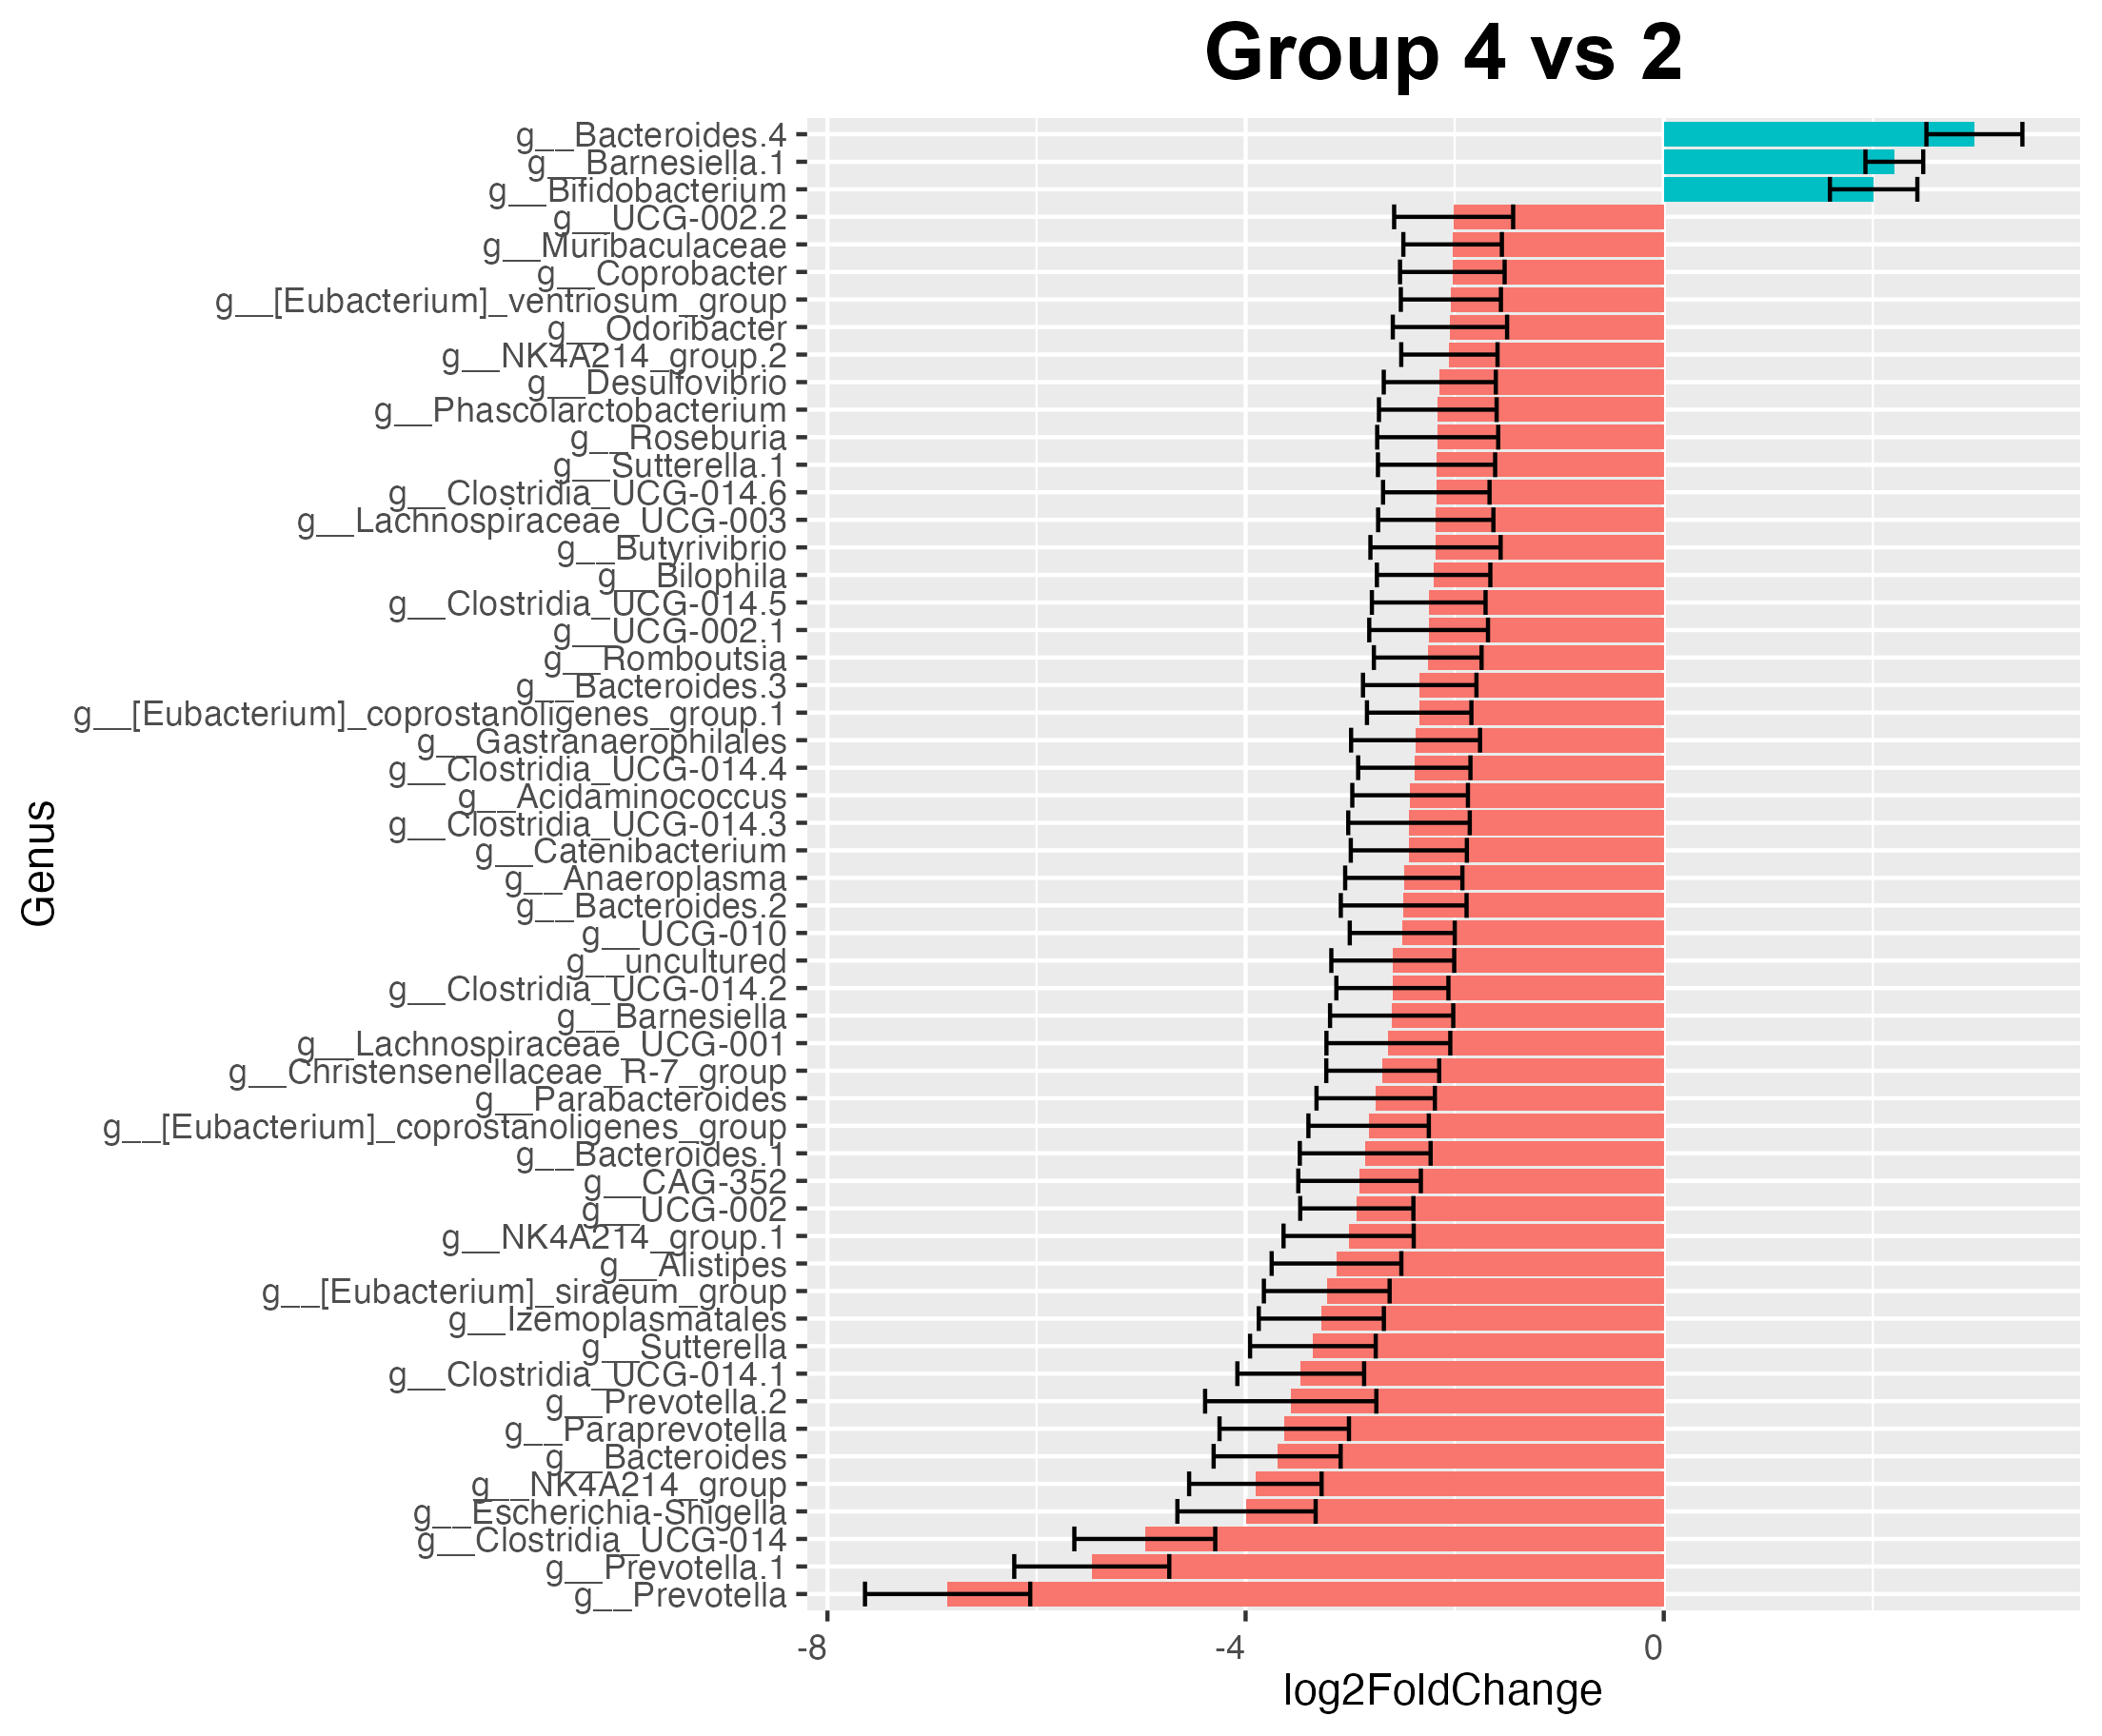 Group 4 vs 2
g__Bacteroides.4
g__Barnesiella.1
g__Bifidobacterium
g__UCG-002.2
g__Muribaculaceae
g__Coprobacter
g__[Eubacterium]_ventriosum_group
g__Odoribacter
g__NK4A214_group.2
g__Desulfovibrio
g__Phascolarctobacterium
g__Roseburia
g__Sutterella.1
g__Clostridia_UCG-014.6
g__Lachnospiraceae_UCG-003
g__Butyrivibrio
g__Bilophila
g__Clostridia_UCG-014.5
g__UCG-002.1
g__Romboutsia
g__Bacteroides.3
g__[Eubacterium]_coprostanoligenes_group.1
g__Gastranaerophilales
g__Clostridia_UCG-014.4
g__Acidaminococcus
g__Clostridia_UCG-014.3
g__Catenibacterium
g__Anaeroplasma
g__Bacteroides.2
g__UCG-010
g__uncultured
g__Clostridia_UCG-014.2
g__Barnesiella
g__Lachnospiraceae_UCG-001
g__Christensenellaceae_R-7_group
g__Parabacteroides
g__[Eubacterium]_coprostanoligenes_group
g__Bacteroides.1
g__CAG-352
g__UCG-002
g__NK4A214_group.1
g__Alistipes
g__[Eubacterium]_siraeum_group
g__Izemoplasmatales
g__Sutterella
g__Clostridia_UCG-014.1
g__Prevotella.2
g__Paraprevotella
g__Bacteroides
g__NK4A214_group
g__Escherichia-Shigella
g__Clostridia_UCG-014
g__Prevotella.1
g__Prevotella
Genus
-8 -4 0
log2FoldChange